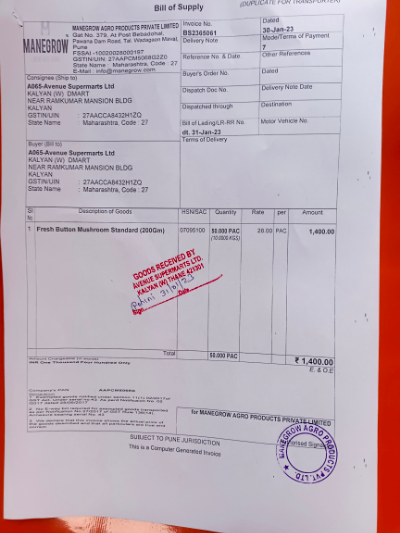 Bill of Supply
(DUPLICATE FOR TRANSPORTER)
MANEGROW
MANEGROW AGRO PRODUCTS PRIVATE LIMITED
Gat No. 379, At Post Bebadohal,
Pavana Dam Road, Tal. Wadgaon Maval,
Pune
FSSAI - 10020026000197
State Name : Maharashtra, Code : 27
E-Mail : info@manegrow.com
Invoice No.
BS2365061
Dated
30-Jan-23
Delivery Note
Mode/Terms of Payment
7
Reference No. & Date
Other References
Buyer's Order No.
Dated
Dispatch Doc No.
Delivery Note Date
Dispatched through
Destination
Bill of Lading/LR-RR No.
dt. 31-Jan-23
Motor Vehicle No.
Terms of Delivery
Consignee (Ship to)
A065-Avenue Supermarts Ltd
KALYAN (W) DMART
NEAR RAMKUMAR MANSION BLDG
KALYAN
GSTIN/UIN : 27AACCA8432H1ZQ
State Name : Maharashtra, Code : 27
Buyer (Bill to)
A065-Avenue Supermarts Ltd
KALYAN (W) DMART
NEAR RAMKUMAR MANSION BLDG
KALYAN
GSTIN/UIN : 27AACCA8432H1ZQ
State Name : Maharashtra, Code : 27
Sl
Description of Goods
HSN/SAC
Quantity
Rate
per
Amount
1 Fresh Button Mushroom Standard (200Gm)
07095100
50.000 PAC
28.00
PAC
1,400.00
(10.0000 KGS)
GOODS RECEIVED BY
AVENUE SUPERMARTS LTD.
KALYAN (W) THANE 421301
31/01/23
Sign Date
Total
50.000 PAC
₹ 1,400.00
Amount Chargeable (in words)
E. & O.E
INR One Thousand Four Hundred Only
Company's PAN
for MANEGROW AGRO PRODUCTS PRIVATE LIMITED
Authorised Signatory
MANEGROW AGRO PRODUCTS PVT. LTD.
SUBJECT TO PUNE JURISDICTION
This is a Computer Generated Invoice